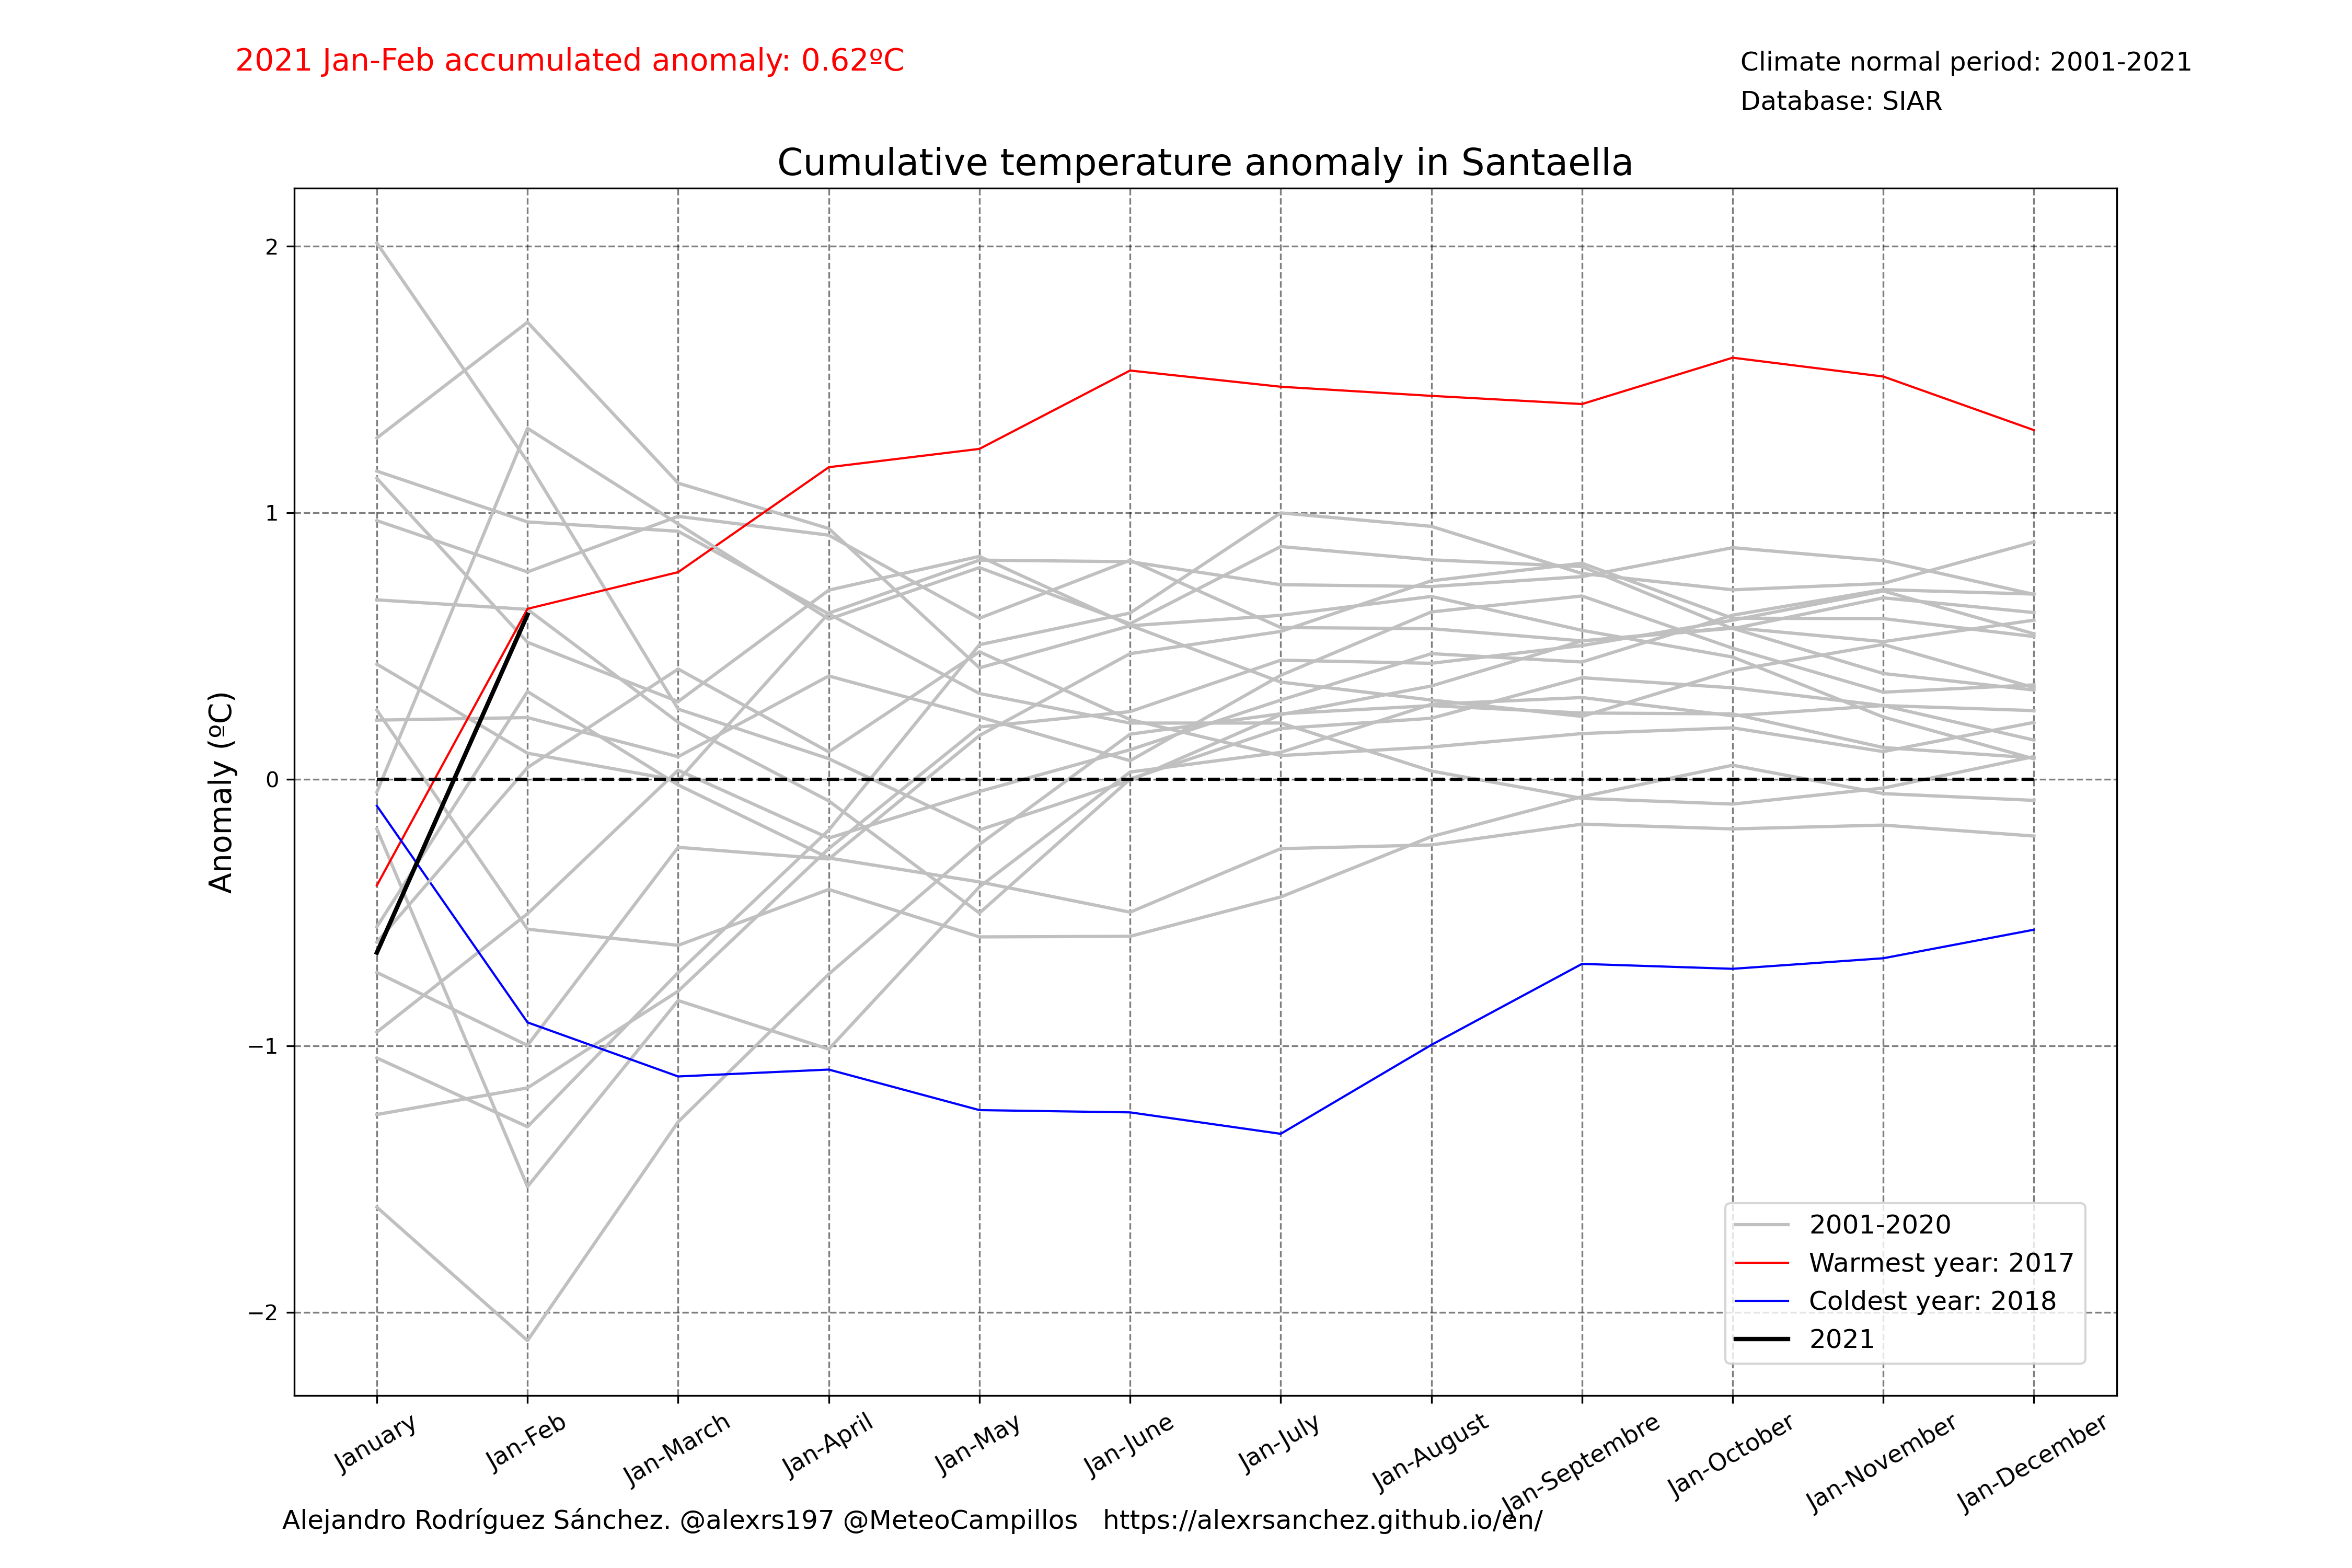 2021 Jan-Feb accumulated anomaly: 0.62ºC
Climate normal period: 2001-2021
Database: SIAR
Cumulative temperature anomaly in Santaella
Anomaly (ºC)
2
1
0
−1
−2
2001-2020
Warmest year: 2017
Coldest year: 2018
2021
January
Jan-Feb
Jan-March
Jan-April
Jan-May
Jan-June
Jan-July
Jan-August
Jan-Septembre
Jan-October
Jan-November
Jan-December
Alejandro Rodríguez Sánchez. @alexrs197 @MeteoCampillos https://alexrsanchez.github.io/en/